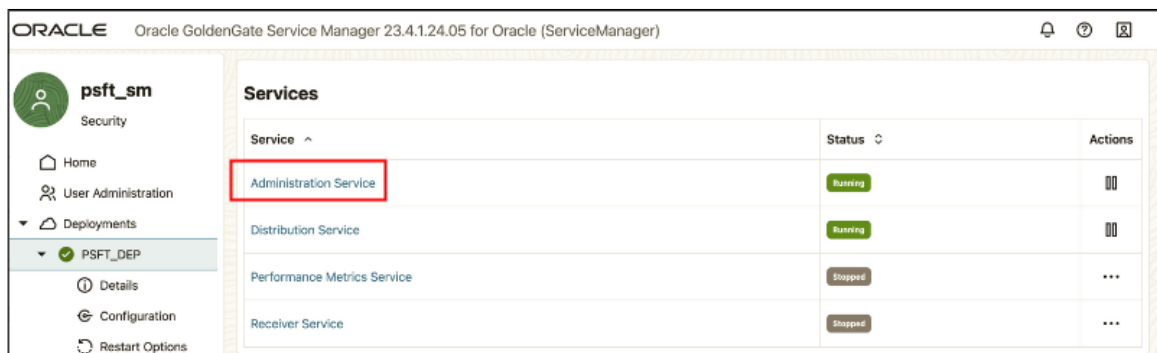 ORACLE Oracle GoldenGate Service Manager 23.4.1.24.05 for Oracle (ServiceManager)
psft_sm
Security
Home
User Administration
Deployments
PSFT_DEP
Details
Configuration
Restart Options
Services
Service Status Actions
Administration Service Running
Distribution Service Running
Performance Metrics Service Stopped
Receiver Service Stopped